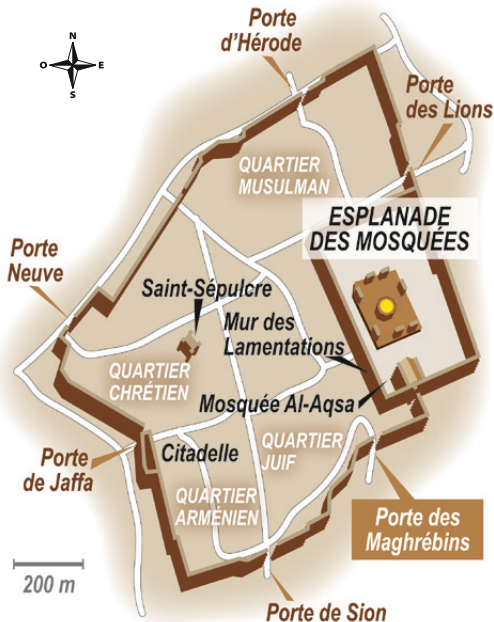 Porte
d'Hérode
N
O
E
S
Porte
des Lions
QUARTIER
MUSULMAN
ESPLANADE
DES MOSQUÉES
Porte
Neuve
Saint-Sépulcre
Mur des
Lamentations
QUARTIER
CHRÉTIEN
Mosquée Al-Aqsa
Citadelle
QUARTIER
JUIF
Porte
de Jaffa
QUARTIER
ARMÉNIEN
Porte des
Maghrébins
200 m
Porte de Sion